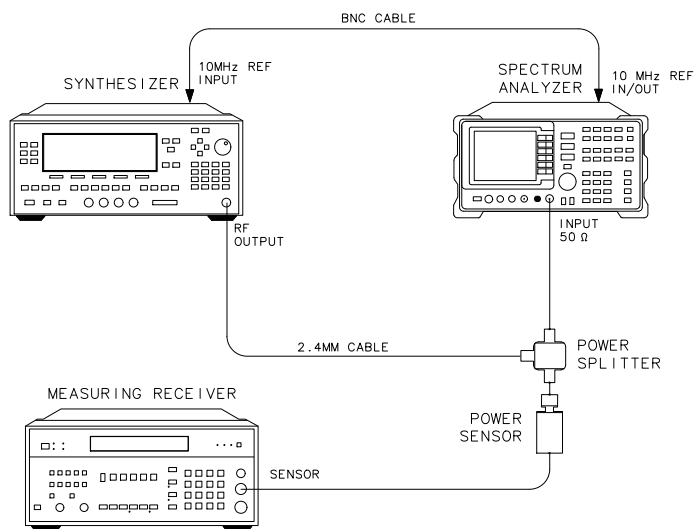 BNC CABLE
10MHz REF
INPUT
SYNTHESIZER
SPECTRUM
ANALYZER
10 MHz REF
IN/OUT
RF
OUTPUT
INPUT
50 Ω
2.4MM CABLE
POWER
SPLITTER
MEASURING RECEIVER
POWER
SENSOR
SENSOR